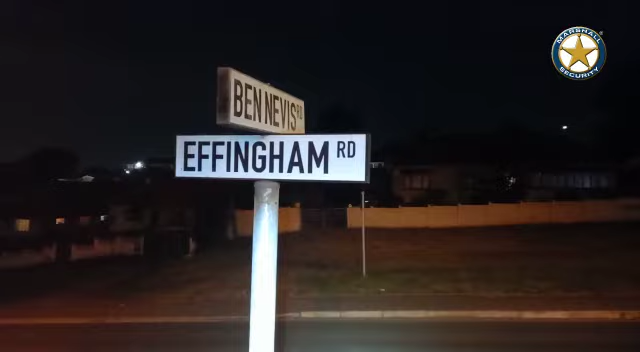 MARSHALL
SECURITY
BEN NEVIS RD
EFFINGHAM RD